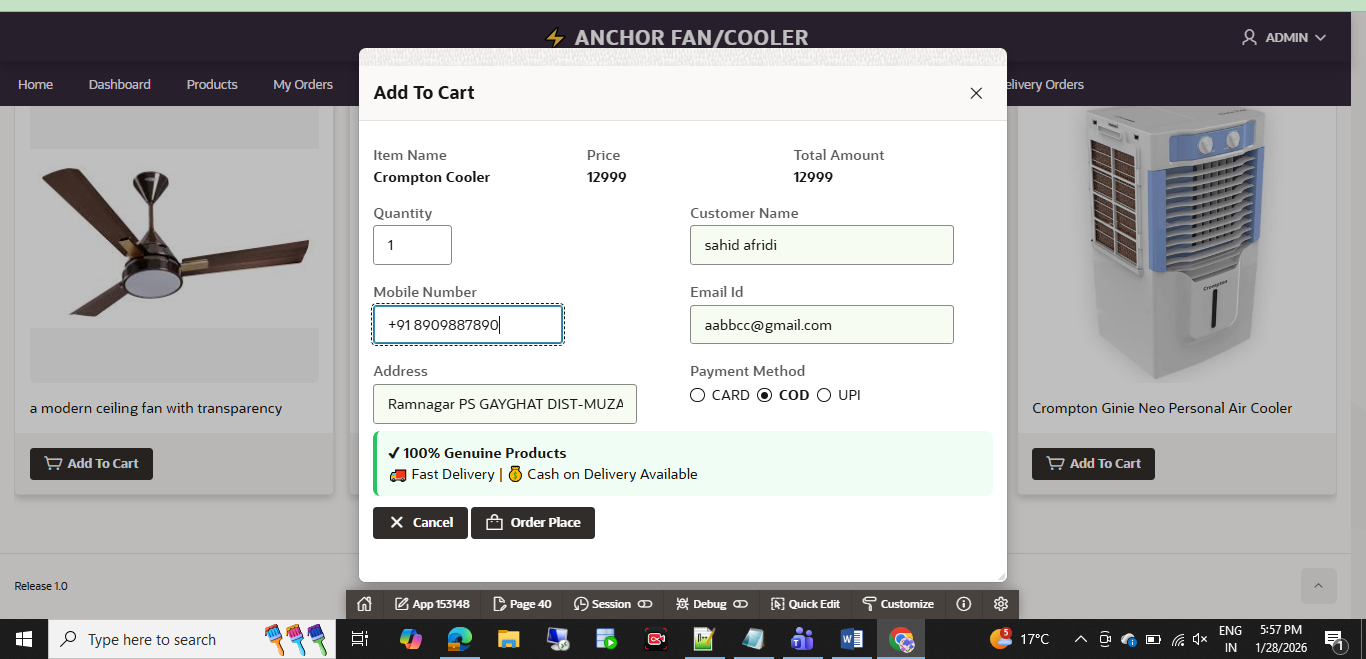 ANCHOR FAN/COOLER
ADMIN
Home
Dashboard
Products
My Orders
elivery Orders
Add To Cart
Item Name
Price
Total Amount
Crompton Cooler
12999
12999
Quantity
Customer Name
1
sahid afridi
Mobile Number
Email Id
+91 8909887890
aabbcc@gmail.com
Address
Payment Method
Ramnagar PS GAYGHAT DIST-MUZA
CARD
COD
UPI
✔ 100% Genuine Products
🚚 Fast Delivery | 💰 Cash on Delivery Available
Cancel
Order Place
a modern ceiling fan with transparency
Add To Cart
Crompton
Crompton Ginie Neo Personal Air Cooler
Add To Cart
Release 1.0
App 153148
Page 40
Session
Debug
Quick Edit
Customize
Type here to search
5
17°C
ENG
IN
5:57 PM
1/28/2026
1